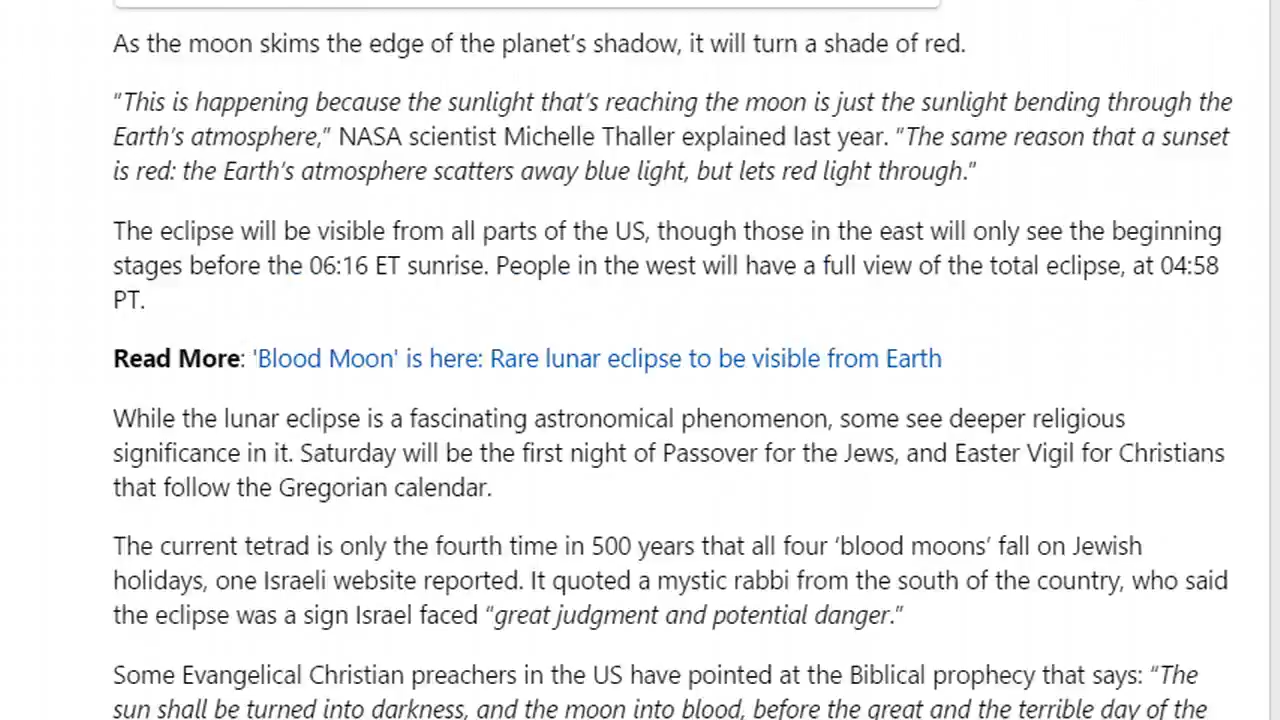 As the moon skims the edge of the planet’s shadow, it will turn a shade of red.
“This is happening because the sunlight that’s reaching the moon is just the sunlight bending through the
Earth’s atmosphere,” NASA scientist Michelle Thaller explained last year. “The same reason that a sunset
is red: the Earth’s atmosphere scatters away blue light, but lets red light through.”
The eclipse will be visible from all parts of the US, though those in the east will only see the beginning
stages before the 06:16 ET sunrise. People in the west will have a full view of the total eclipse, at 04:58
PT.
Read More: 'Blood Moon' is here: Rare lunar eclipse to be visible from Earth
While the lunar eclipse is a fascinating astronomical phenomenon, some see deeper religious
significance in it. Saturday will be the first night of Passover for the Jews, and Easter Vigil for Christians
that follow the Gregorian calendar.
The current tetrad is only the fourth time in 500 years that all four ‘blood moons’ fall on Jewish
holidays, one Israeli website reported. It quoted a mystic rabbi from the south of the country, who said
the eclipse was a sign Israel faced “great judgment and potential danger.”
Some Evangelical Christian preachers in the US have pointed at the Biblical prophecy that says: “The
sun shall be turned into darkness, and the moon into blood, before the great and the terrible day of the